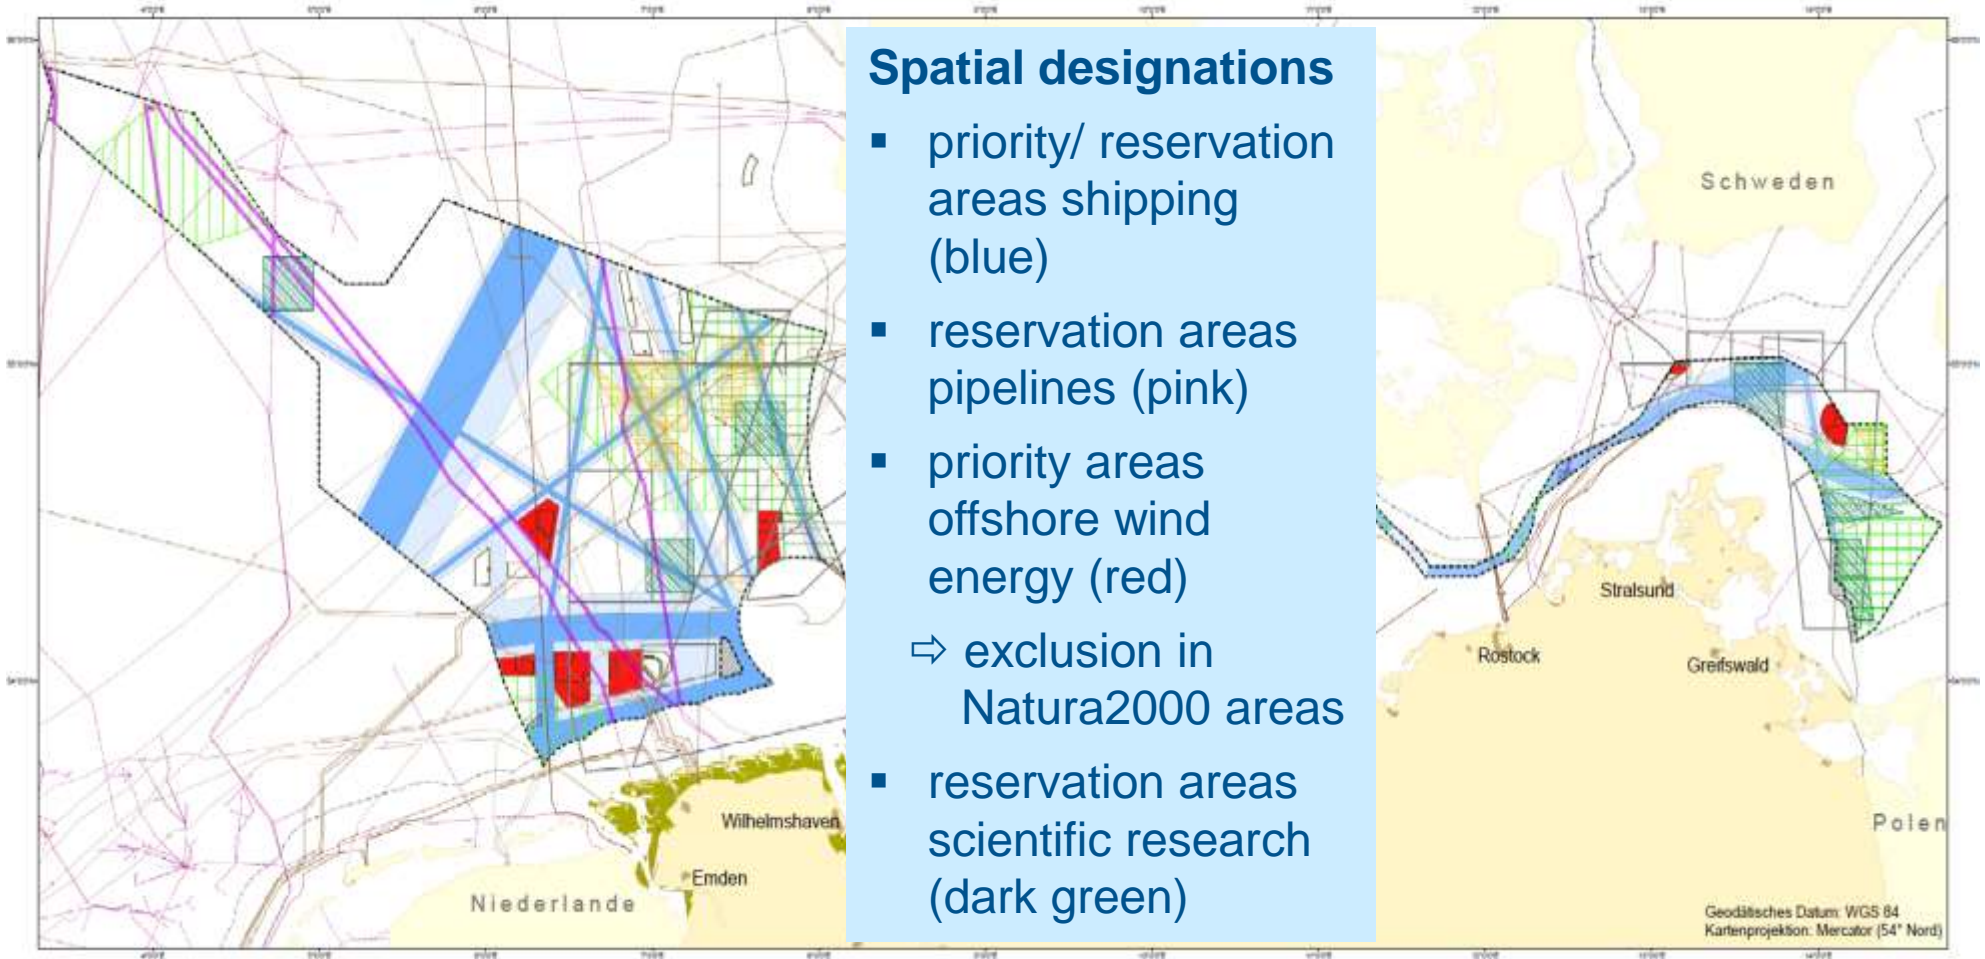 Spatial designations
▪ priority/ reservation
areas shipping
(blue)
▪ reservation areas
pipelines (pink)
▪ priority areas
offshore wind
energy (red)
⇨ exclusion in
Natura2000 areas
▪ reservation areas
scientific research
(dark green)
Schweden
Stralsund
Rostock
Greifswald
Wilhelmshaven
Polen
Emden
Niederlande
Geodätisches Datum: WGS 84
Kartenprojektion: Mercator (54° Nord)